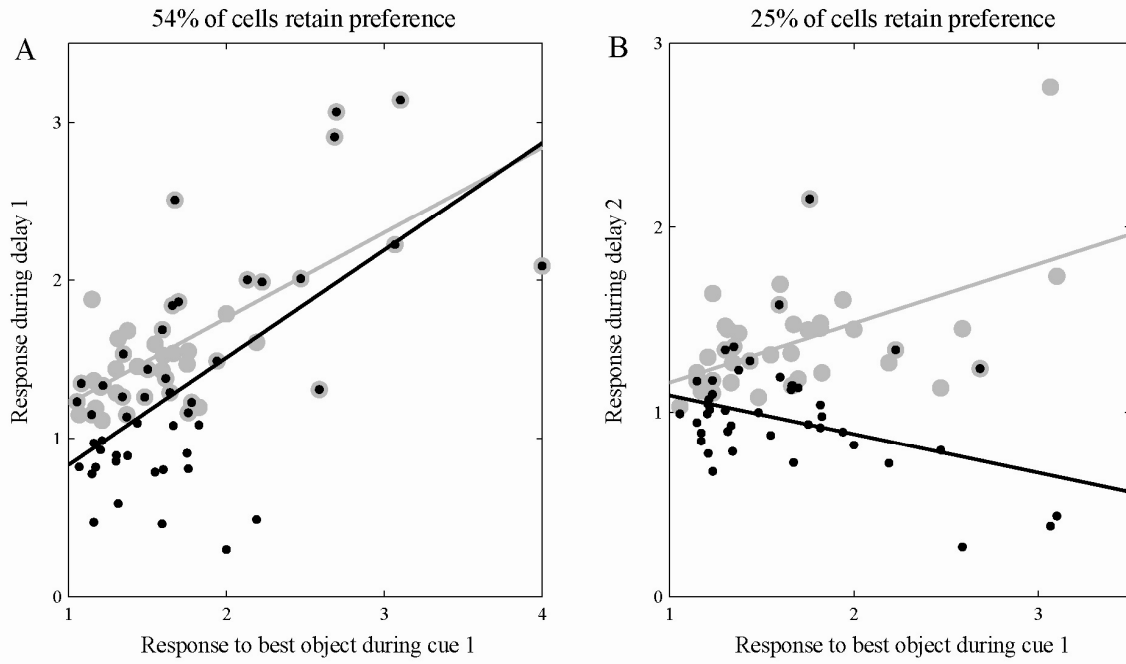 54% of cells retain preference
A
3
2
1
0
1
2
3
4
Response during delay 1
Response to best object during cue 1
25% of cells retain preference
B
3
2
1
0
1
2
3
Response during delay 2
Response to best object during cue 1